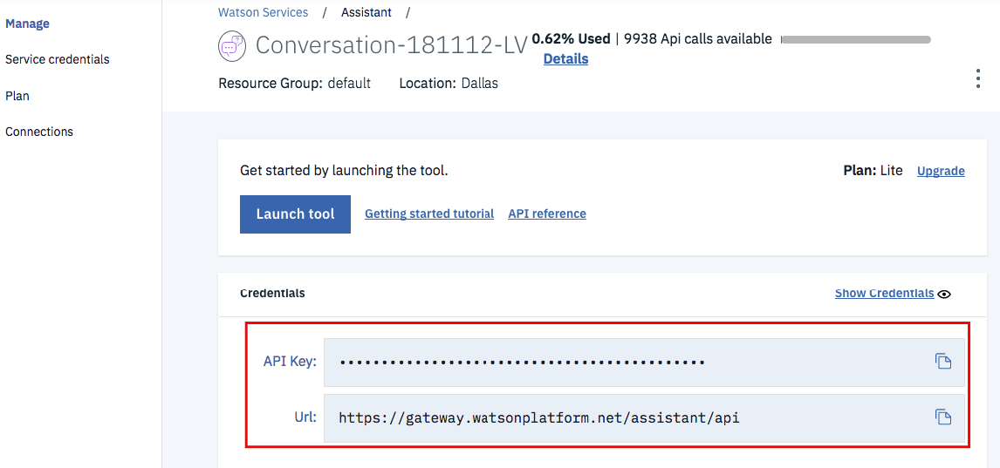 Manage
Service credentials
Plan
Connections
Watson Services / Assistant /
Conversation-181112-LV
0.62% Used | 9938 Api calls available
Details
Resource Group: default Location: Dallas
Get started by launching the tool.
Plan: Lite Upgrade
Launch tool Getting started tutorial API reference
Credentials Show Credentials
API Key: ••••••••••••••••••••••••••••••••••••••••••••
Url: https://gateway.watsonplatform.net/assistant/api